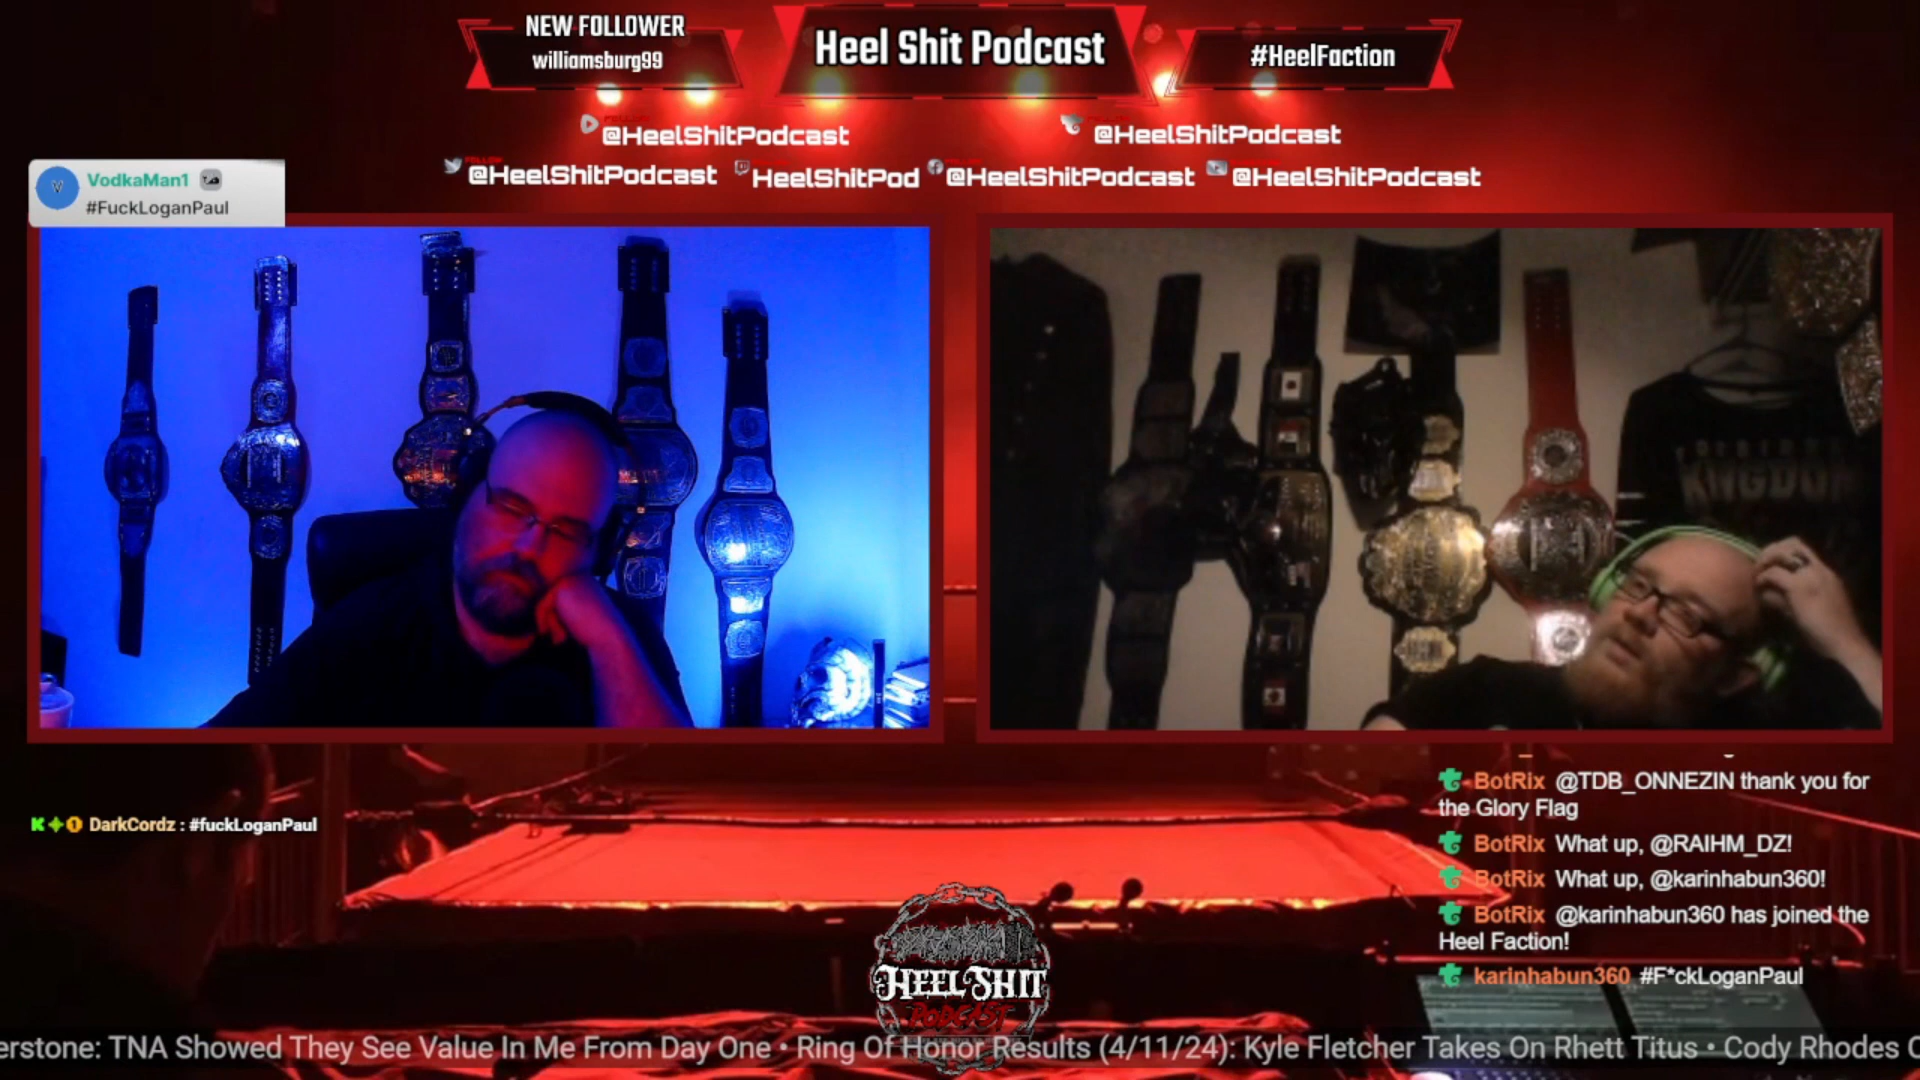 NEW FOLLOWER
williamsburg99
Heel Shit Podcast
#HeelFaction
@HeelShitPodcast
@HeelShitPodcast
FOLLOW
@HeelShitPodcast
HeelShitPod
@HeelShitPodcast
@HeelShitPodcast
VodkaMan1
#FuckLoganPaul
KINGDOM
DarkCordz : #fuckLoganPaul
BotRix @TDB_ONNEZIN thank you for
the Glory Flag
BotRix What up, @RAIHM_DZ!
BotRix What up, @karinhabun360!
BotRix @karinhabun360 has joined the
Heel Faction!
karinhabun360 #F*ckLoganPaul
HEEL SHIT
PODCAST
erstone: TNA Showed They See Value In Me From Day One • Ring Of Honor Results (4/11/24): Kyle Fletcher Takes On Rhett Titus • Cody Rhodes